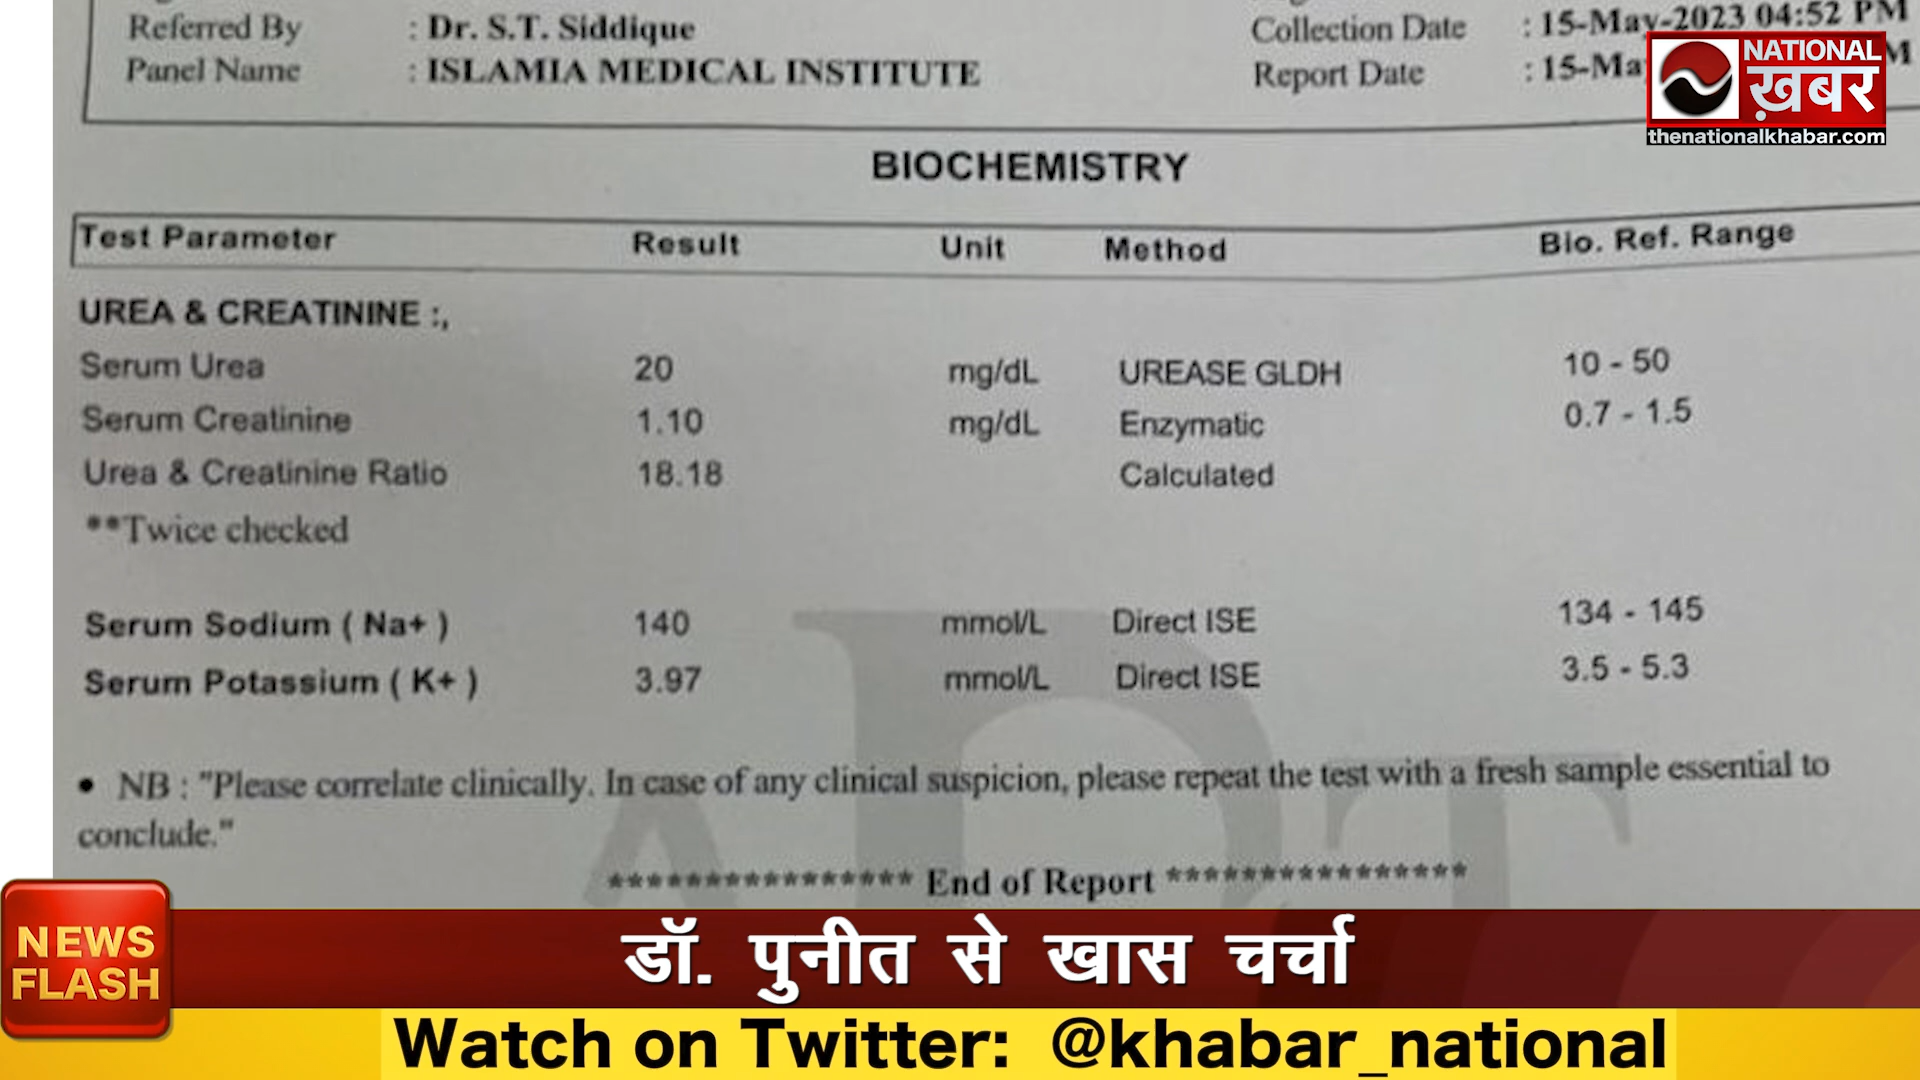 Referred By : Dr. S.T. Siddique Collection Date : 15-May-2023 04:52 PM
Panel Name : ISLAMIA MEDICAL INSTITUTE Report Date : 15-Ma M
NATIONAL
ख़बर
thenationalkhabar.com
BIOCHEMISTRY
Test Parameter Result Unit Method Bio. Ref. Range
UREA & CREATININE :,
Serum Urea 20 mg/dL UREASE GLDH 10 - 50
Serum Creatinine 1.10 mg/dL Enzymatic 0.7 - 1.5
Urea & Creatinine Ratio 18.18 Calculated
**Twice checked
Serum Sodium ( Na+ ) 140 mmol/L Direct ISE 134 - 145
Serum Potassium ( K+ ) 3.97 mmol/L Direct ISE 3.5 - 5.3
• NB : "Please correlate clinically. In case of any clinical suspicion, please repeat the test with a fresh sample essential to
conclude."
**************** End of Report ****************
NEWS
FLASH
डॉ. पुनीत से खास चर्चा
Watch on Twitter: @khabar_national